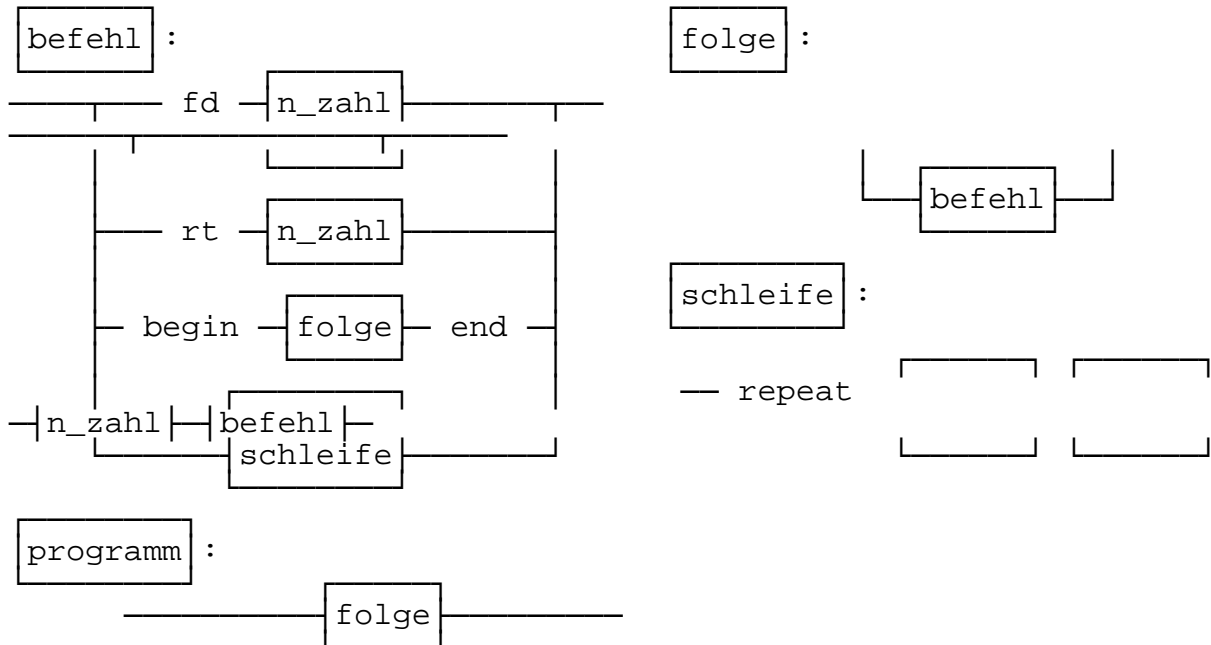 befehl:
folge:
fd n_zahl
befehl
rt n_zahl
schleife:
begin folge end
repeat
n_zahl befehl
schleife
programm:
folge